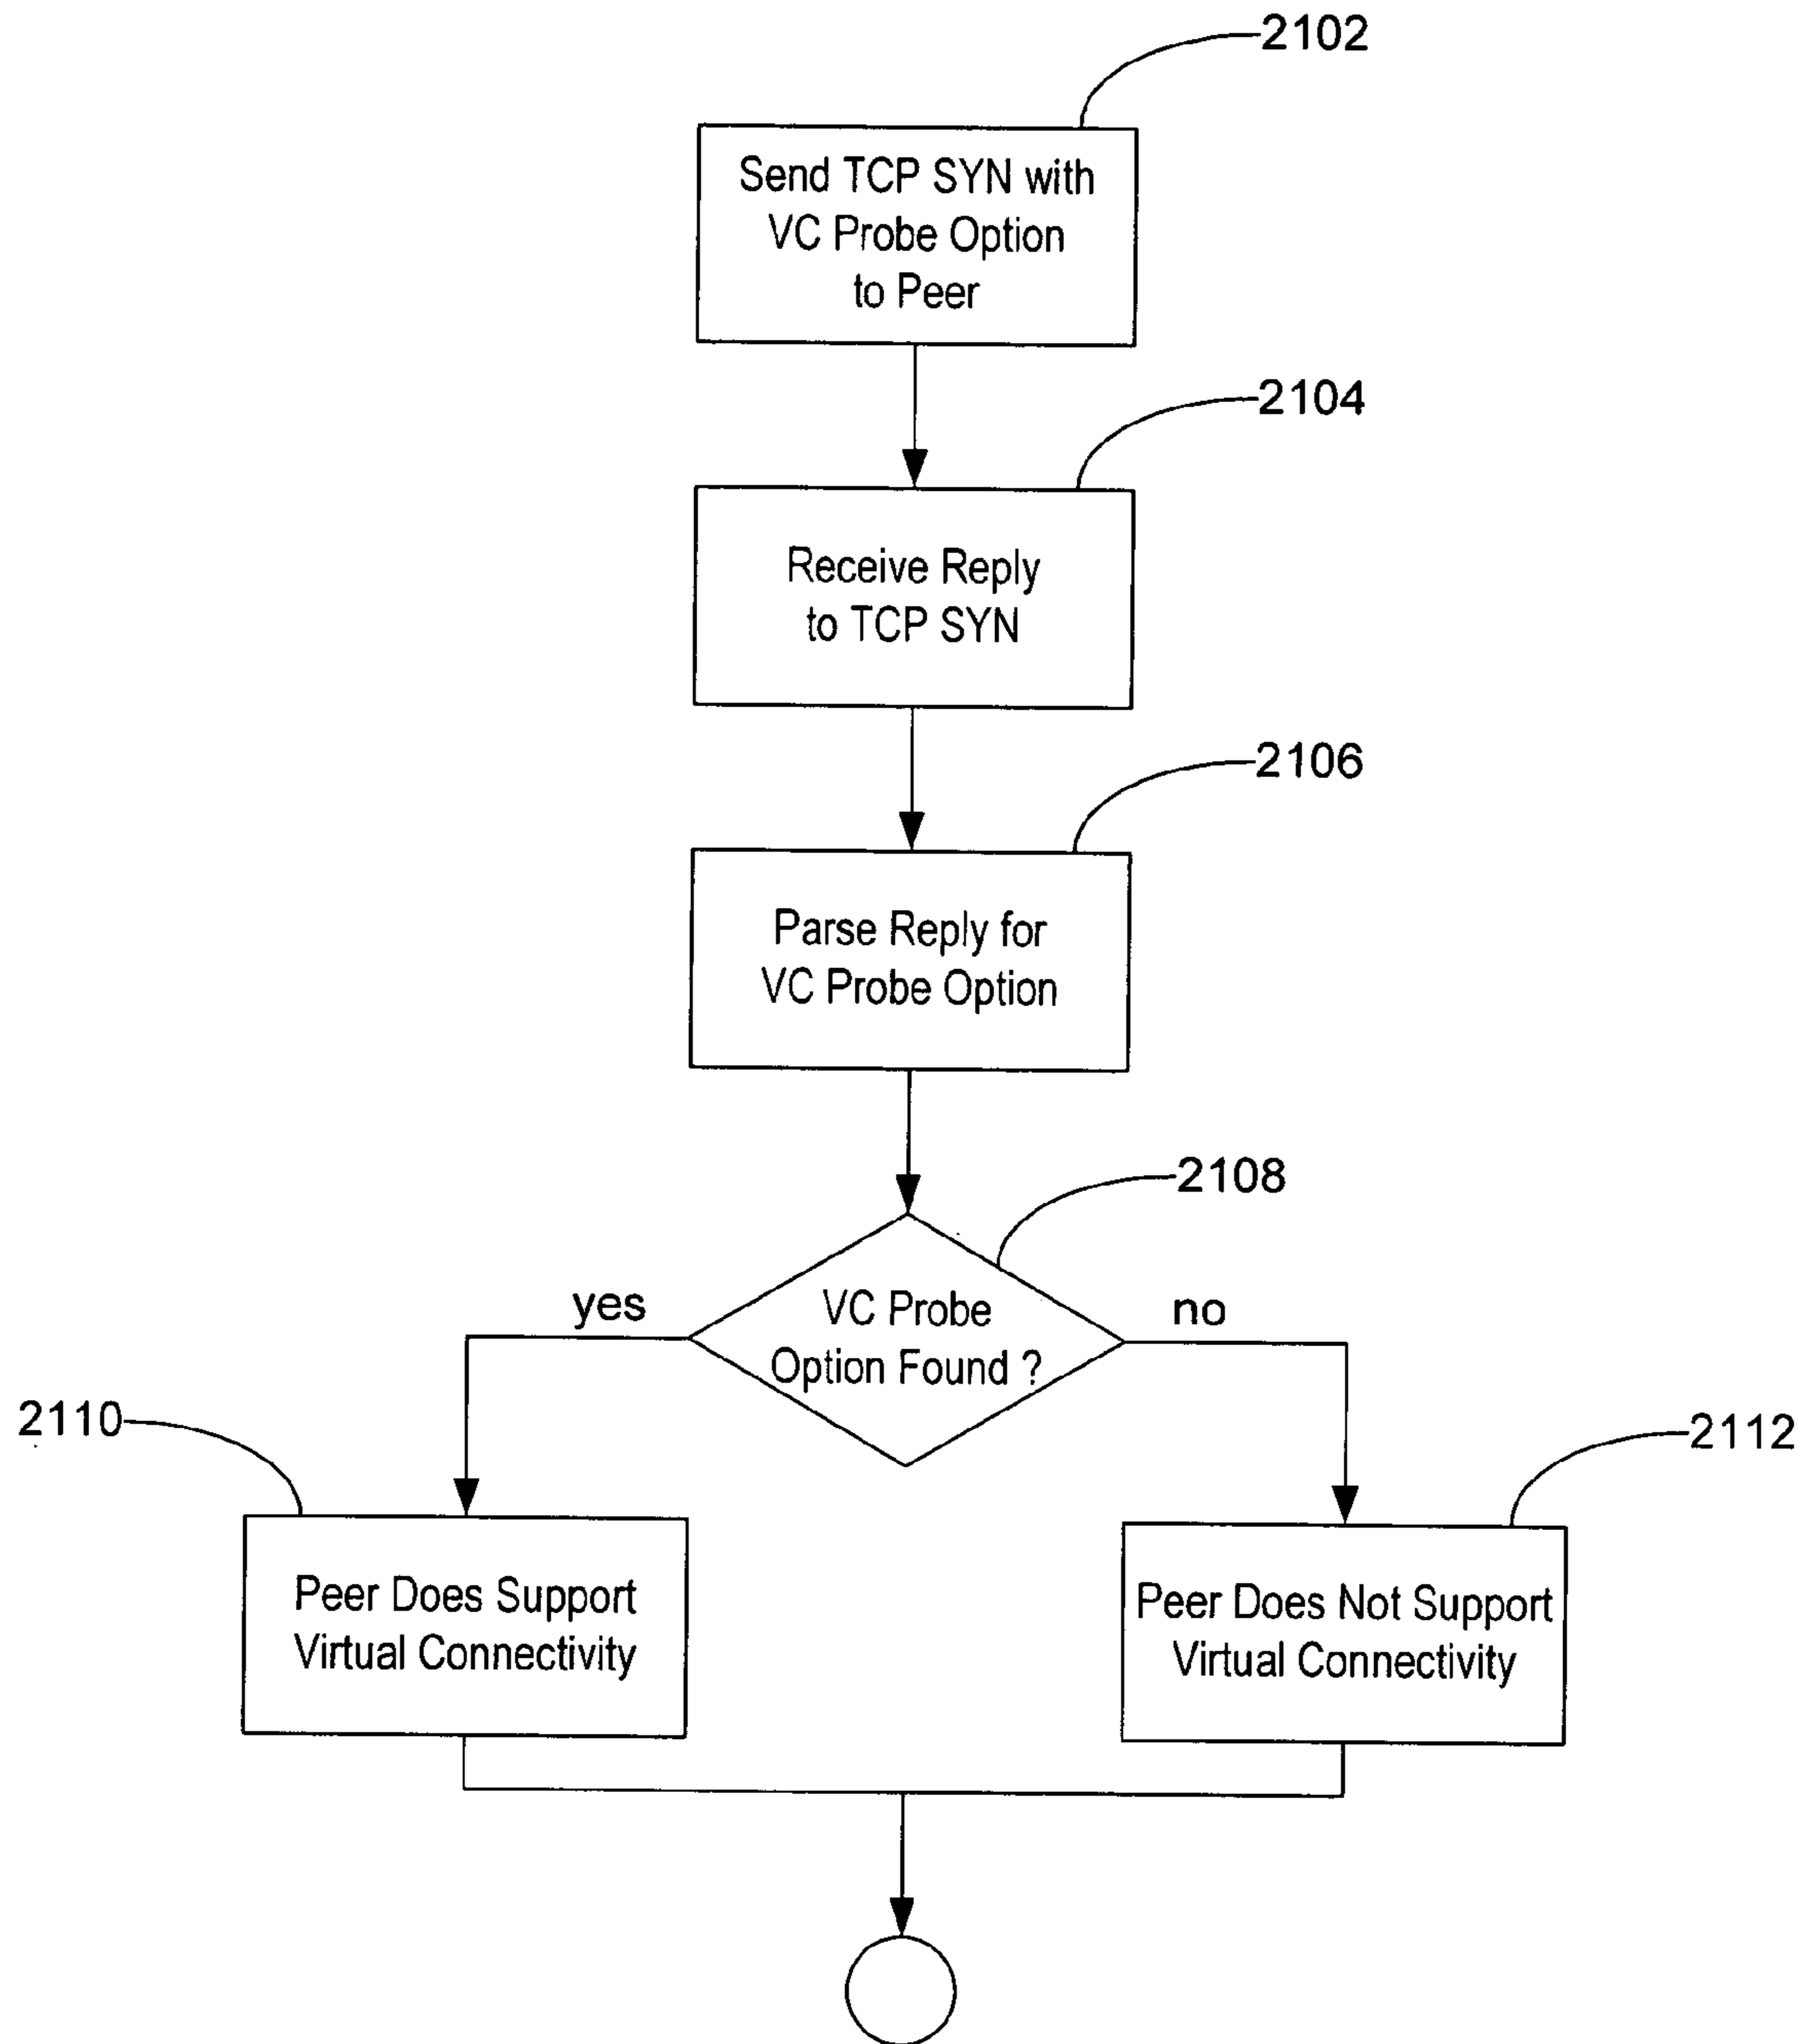 2102
Send TCP SYN with
VC Probe Option
to Peer
2104
Receive Reply
to TCP SYN
2106
Parse Reply for
VC Probe Option
2108
yes
VC Probe
Option Found ?
no
2110
2112
Peer Does Support
Virtual Connectivity
Peer Does Not Support
Virtual Connectivity